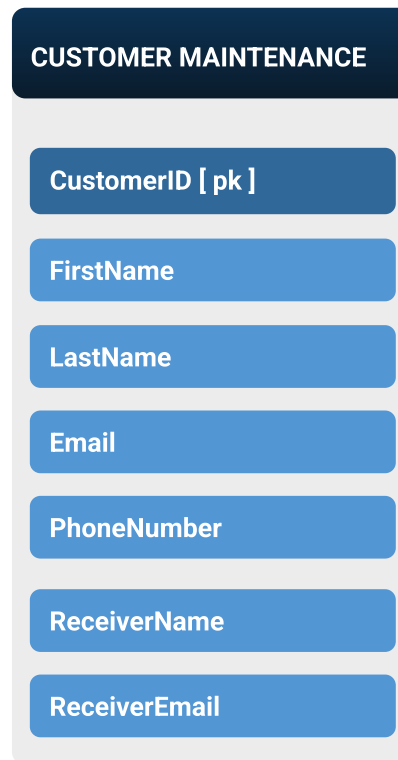 CUSTOMER MAINTENANCE
CustomerID [ pk ]
FirstName
LastName
Email
PhoneNumber
ReceiverName
ReceiverEmail